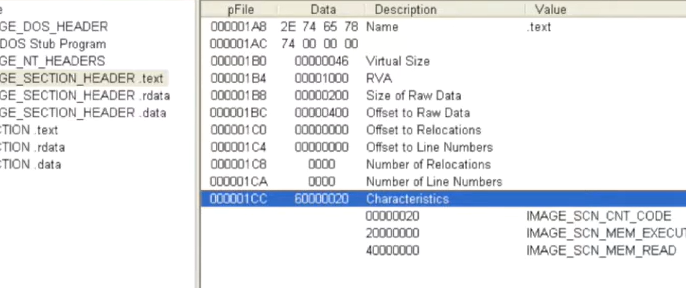 GE_DOS_HEADER
DOS Stub Program
GE_NT_HEADERS
GE_SECTION_HEADER .text
GE_SECTION_HEADER .rdata
GE_SECTION_HEADER .data
CTION .text
CTION .rdata
CTION .data
pFile Data Description Value
000001A8 2E 74 65 78 Name .text
000001AC 74 00 00 00
000001B0 00000046 Virtual Size
000001B4 00001000 RVA
000001B8 00000200 Size of Raw Data
000001BC 00000400 Offset to Raw Data
000001C0 00000000 Offset to Relocations
000001C4 00000000 Offset to Line Numbers
000001C8 0000 Number of Relocations
000001CA 0000 Number of Line Numbers
000001CC 60000020 Characteristics
00000020 IMAGE_SCN_CNT_CODE
20000000 IMAGE_SCN_MEM_EXECUT
40000000 IMAGE_SCN_MEM_READ